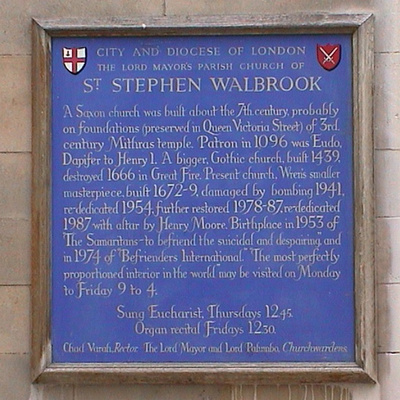 CITY AND DIOCESE OF LONDON
THE LORD MAYOR'S PARISH CHURCH OF
ST STEPHEN WALBROOK
A Saxon church was built about the 7th century, probably
on foundations (preserved in Queen Victoria Street) of 3rd.
century Mithras temple. Patron in 1096 was Eudo,
Dapifer to Henry I. A bigger, Gothic church, built 1439,
destroyed 1666 in Great Fire. Present church, Wren's smaller
masterpiece, built 1672-9, damaged by bombing 1941,
re-dedicated 1954, further restored 1978-87, rededicated
1987 with altar by Henry Moore. Birthplace in 1953 of
"The Samaritans-to befriend the suicidal and despairing," and
in 1974 of "Befrienders International." "The most perfectly
proportioned interior in the world" may be visited on Monday
to Friday 9 to 4.
Sung Eucharist, Thursdays 12.45.
Organ recital Fridays 12.30.
Chad Varah, Rector. The Lord Mayor and Lord Palumbo, Churchwardens.